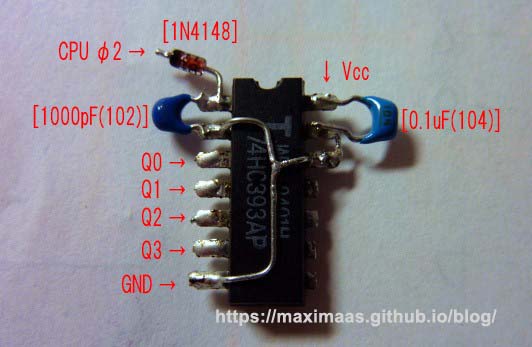 [1N4148]
CPU φ2 →
↓ Vcc
[1000pF(102)]
[0.1uF(104)]
Q0 →
Q1 →
Q2 →
Q3 →
GND →
74HC393AP
https://maximaas.github.io/blog/